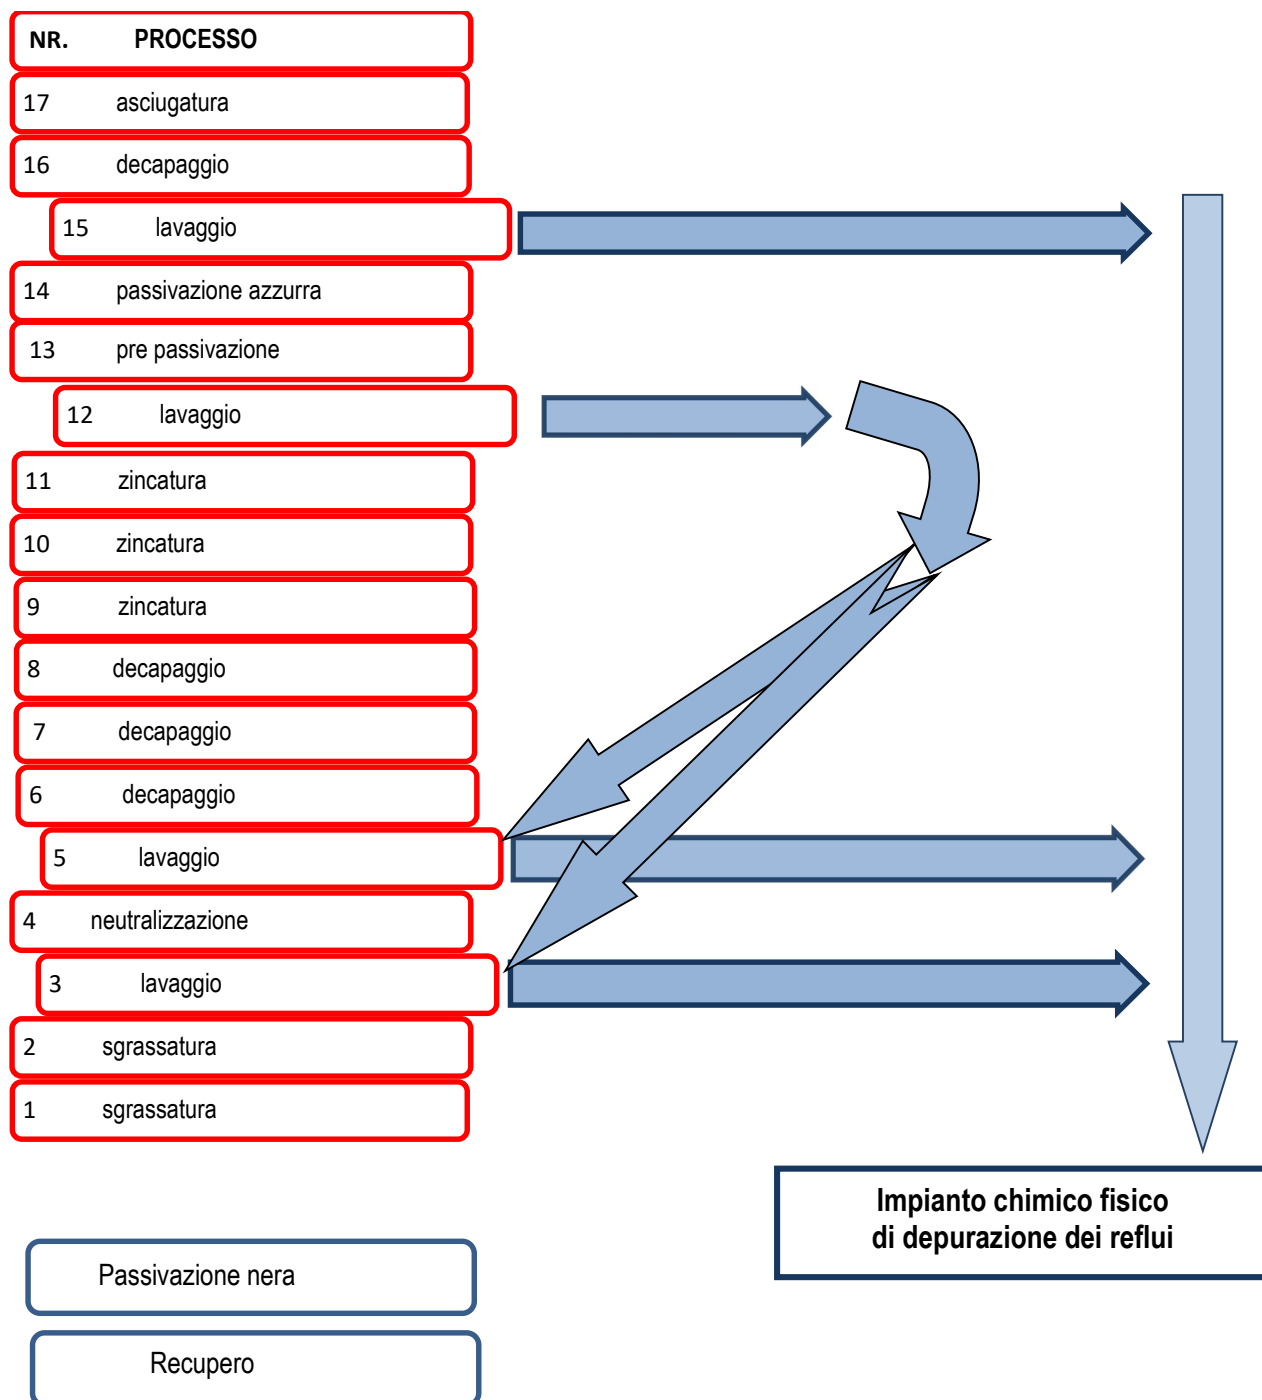 NR. PROCESSO
17 asciugatura
16 decapaggio
15 lavaggio
14 passivazione azzurra
13 pre passivazione
12 lavaggio
11 zincatura
10 zincatura
9 zincatura
8 decapaggio
7 decapaggio
6 decapaggio
5 lavaggio
4 neutralizzazione
3 lavaggio
2 sgrassatura
1 sgrassatura
Impianto chimico fisico
di depurazione dei reflui
Passivazione nera
Recupero